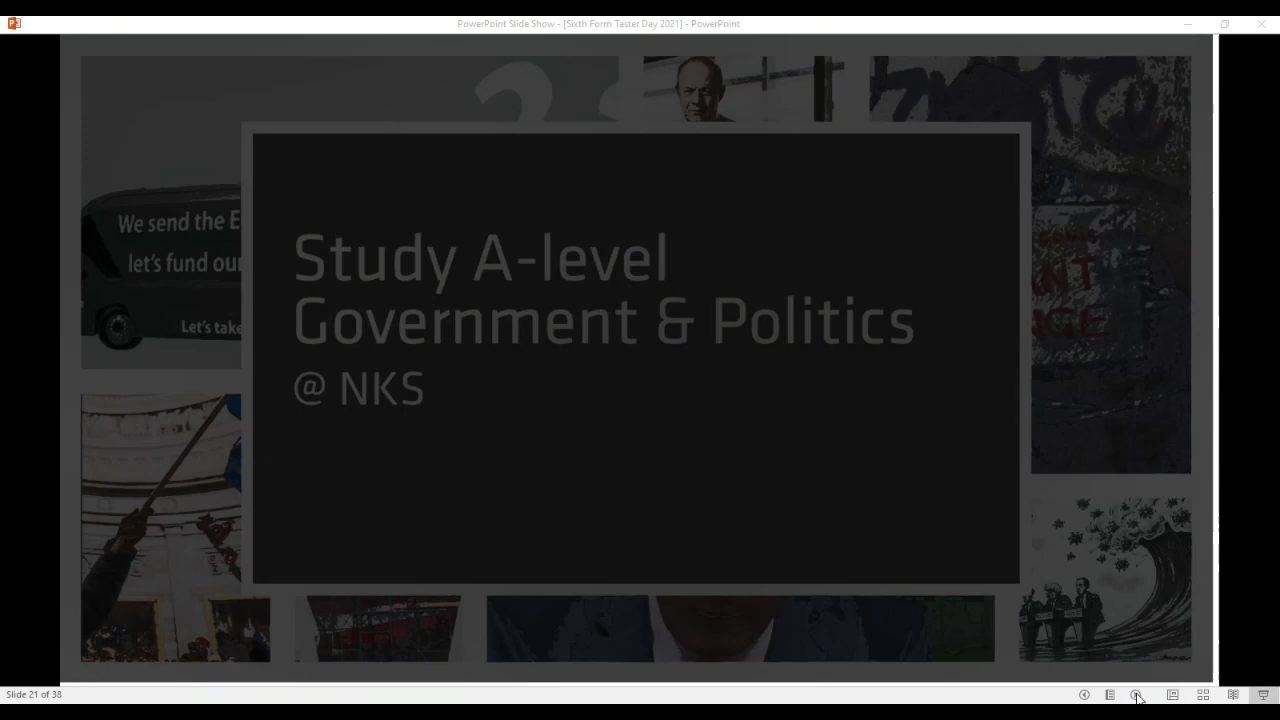 PowerPoint Slide Show - [Sixth Form Taster Day 2021] - PowerPoint
We send the E
let's fund our
Let's take
Study A-level
Government & Politics
@ NKS
ANT
Slide 21 of 38